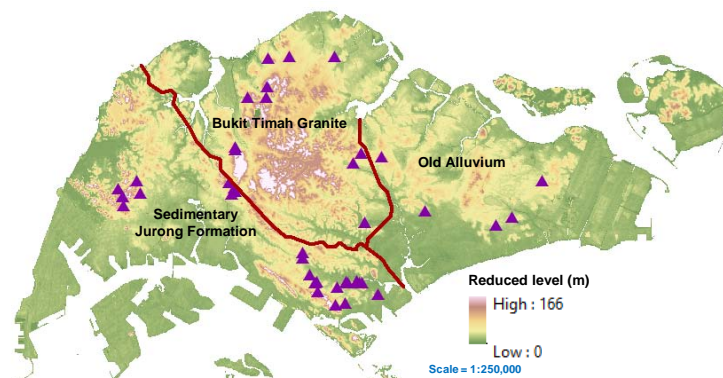 Bukit Timah Granite
Old Alluvium
Sedimentary
Jurong Formation
Reduced level (m)
High : 166
Low : 0
Scale = 1:250,000